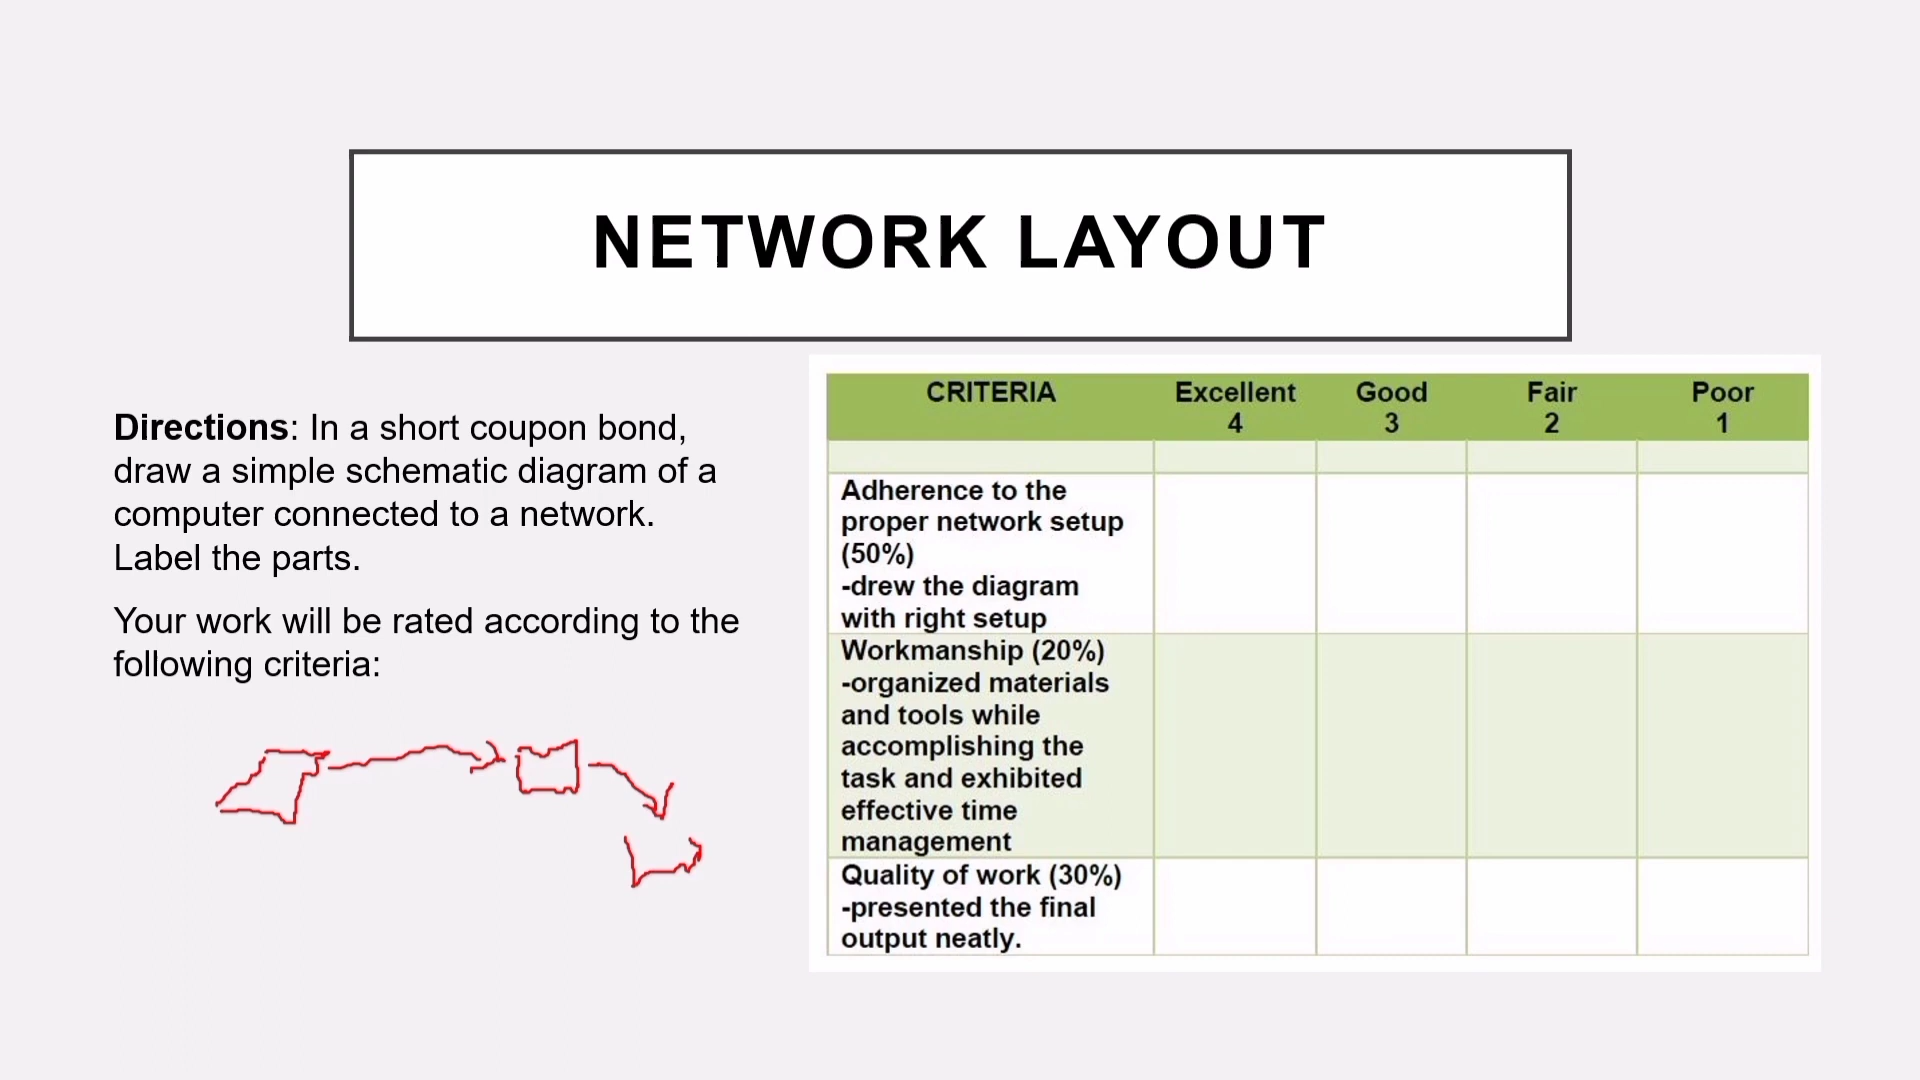 NETWORK LAYOUT
Directions: In a short coupon bond,
draw a simple schematic diagram of a
computer connected to a network.
Label the parts.
Your work will be rated according to the
following criteria:
CRITERIA Excellent Good Fair Poor
4 3 2 1
Adherence to the
proper network setup
(50%)
-drew the diagram
with right setup
Workmanship (20%)
-organized materials
and tools while
accomplishing the
task and exhibited
effective time
management
Quality of work (30%)
-presented the final
output neatly.